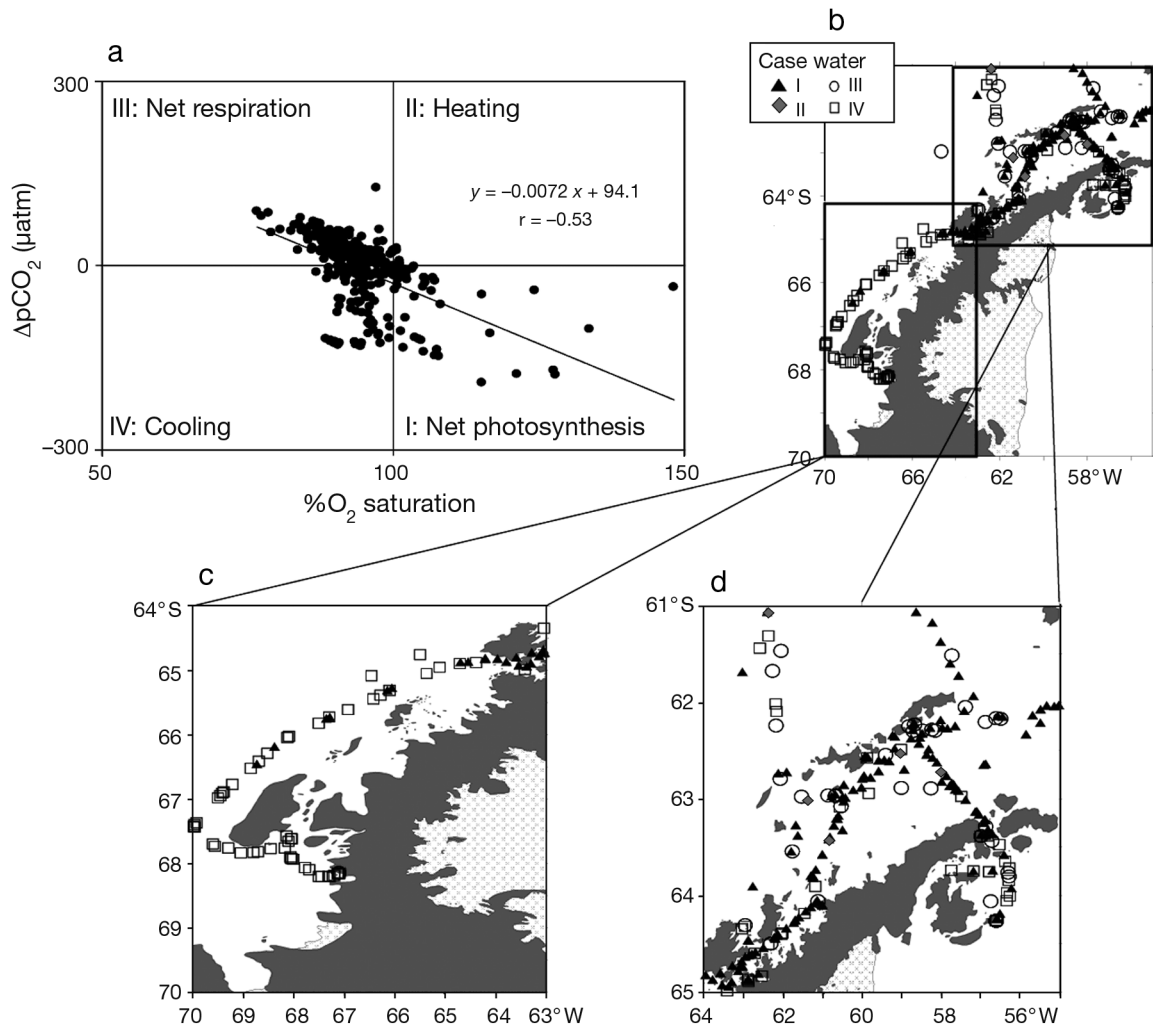 a
300
III: Net respiration
II: Heating
y = –0.0072 x + 94.1
r = –0.53
ΔpCO2 (µatm)
0
IV: Cooling
I: Net photosynthesis
–300
50
100
150
%O2 saturation
b
Case water
I
III
II
IV
64°S
66
68
70
70
66
62
58°W
c
64°S
65
66
67
68
69
70
70
69
68
67
66
65
64
63°W
d
61°S
62
63
64
65
64
62
60
58
56°W